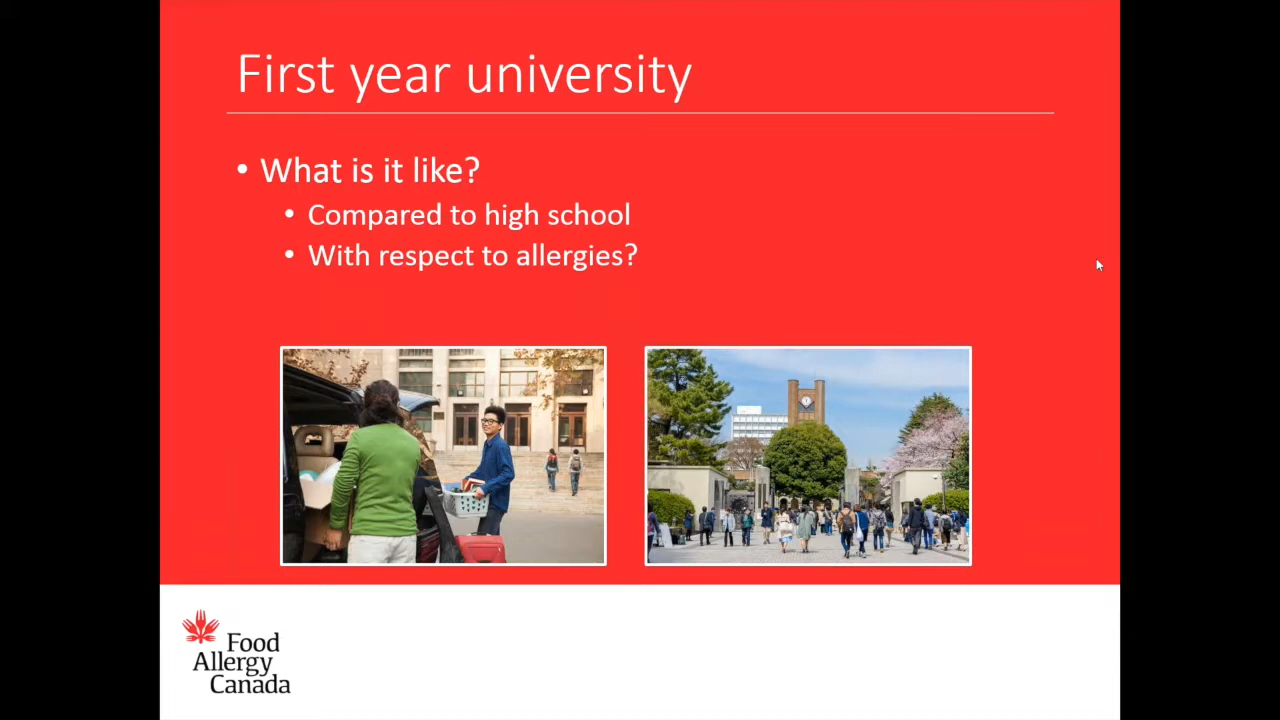 First year university
• What is it like?
• Compared to high school
• With respect to allergies?
Food
Allergy
Canada